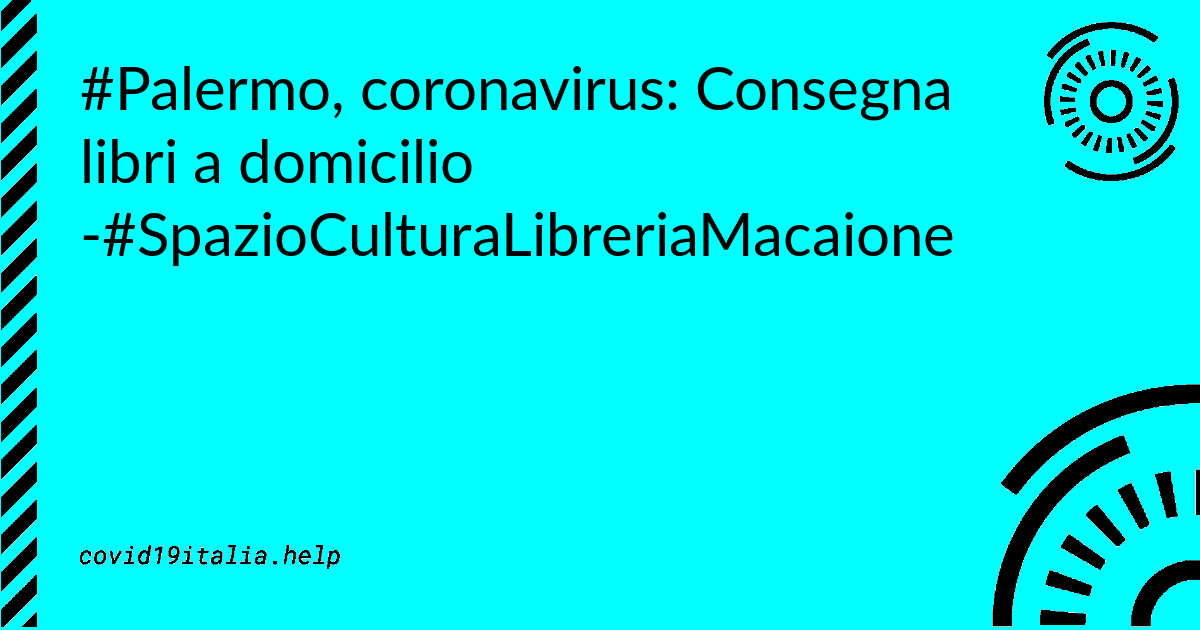 #Palermo, coronavirus: Consegna
libri a domicilio
-#SpazioCulturaLibreriaMacaione
covid19italia.help